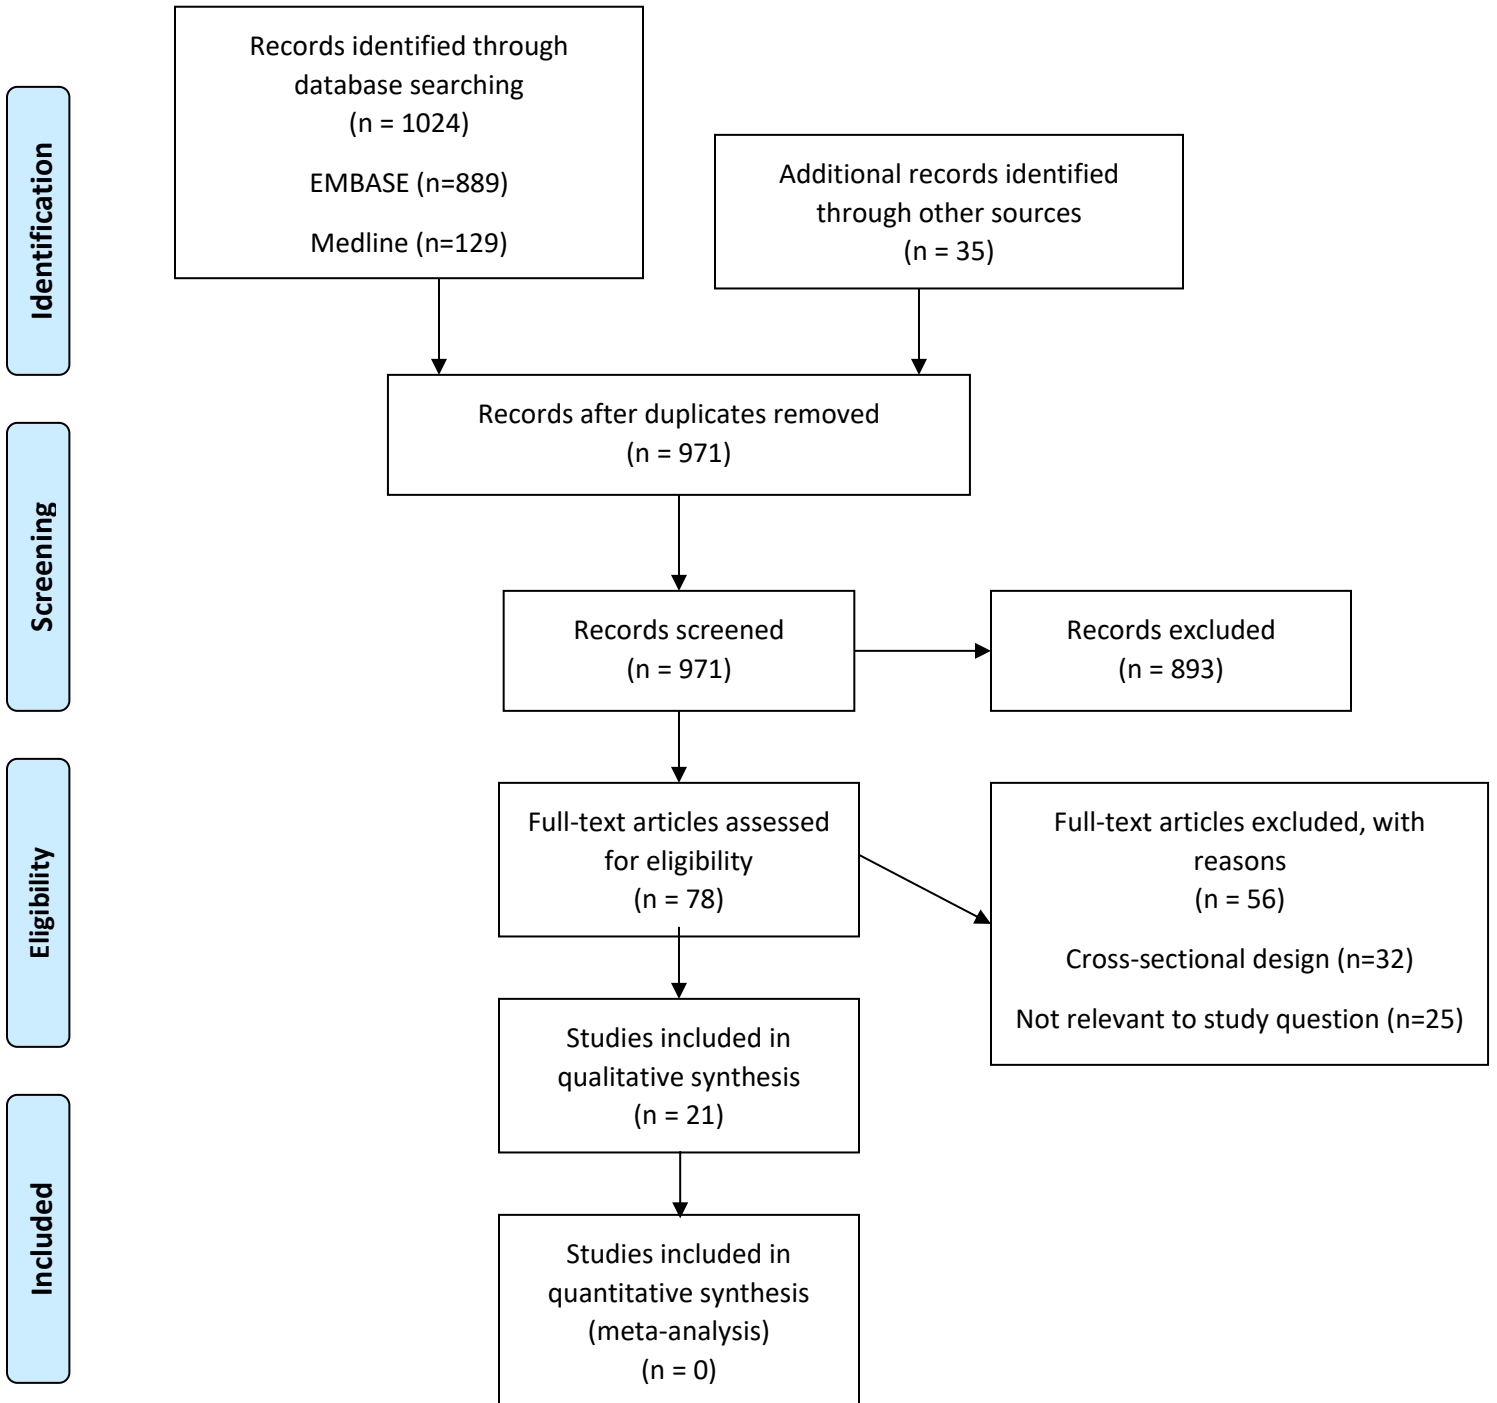 Identification
Records identified through
database searching
(n = 1024)
EMBASE (n=889)
Medline (n=129)
Additional records identified
through other sources
(n = 35)
Records after duplicates removed
(n = 971)
Screening
Records screened
(n = 971)
Records excluded
(n = 893)
Eligibility
Full-text articles assessed
for eligibility
(n = 78)
Full-text articles excluded, with
reasons
(n = 56)
Cross-sectional design (n=32)
Not relevant to study question (n=25)
Studies included in
qualitative synthesis
(n = 21)
Included
Studies included in
quantitative synthesis
(meta-analysis)
(n = 0)